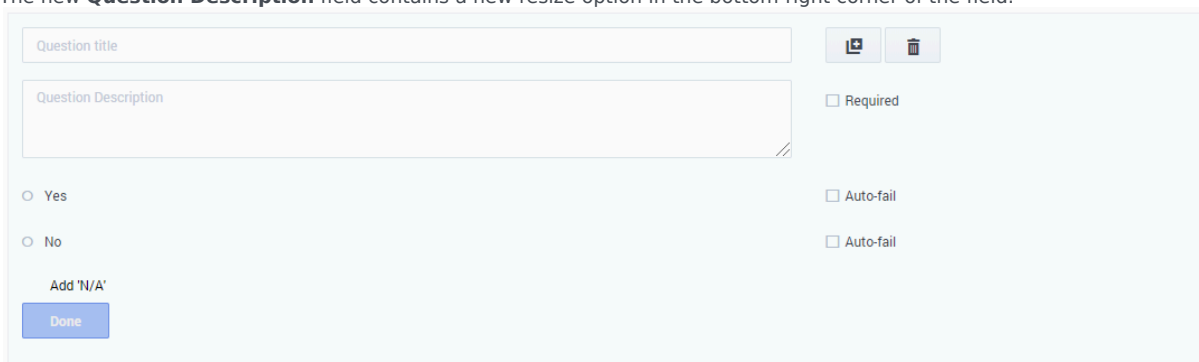 The new Question Description field contains a new resize option in the bottom right corner of the field.
Question title
Question Description
Required
Yes
Auto-fail
No
Auto-fail
Add 'N/A'
Done